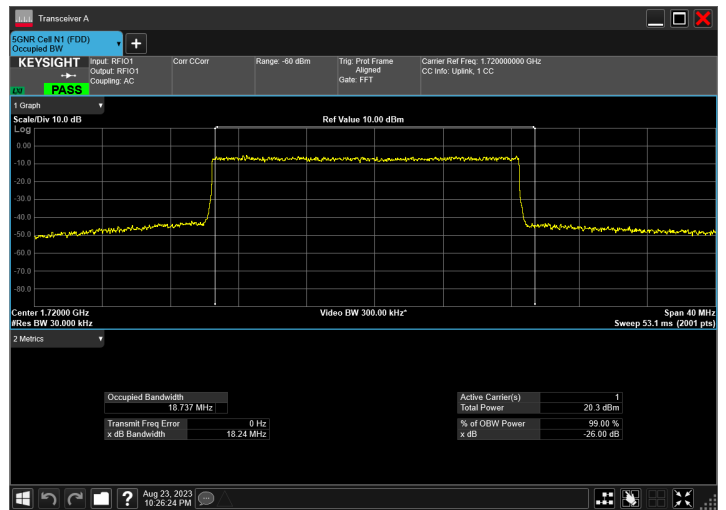 Transceiver A
5GNR Cell N1 (FDD)
Occupied BW
KEYSIGHT
Input: RFIO1
Output: RFIO1
Coupling: AC
Corr CCorr
Range: -60 dBm
Trig: Prot Frame
Aligned
Gate: FFT
Carrier Ref Freq: 1.720000000 GHz
CC Info: Uplink, 1 CC
LXI
PASS
1 Graph
Scale/Div 10.0 dB
Ref Value 10.00 dBm
Log
0.00
-10.0
-20.0
-30.0
-40.0
-50.0
-60.0
-70.0
-80.0
Center 1.72000 GHz
Video BW 300.00 kHz*
Span 40 MHz
#Res BW 30.000 kHz
Sweep 53.1 ms (2001 pts)
2 Metrics
Occupied Bandwidth
18.737 MHz
Transmit Freq Error 0 Hz
x dB Bandwidth 18.24 MHz
Active Carrier(s) 1
Total Power 20.3 dBm
% of OBW Power 99.00 %
x dB -26.00 dB
?
Aug 23, 2023
10:26:24 PM